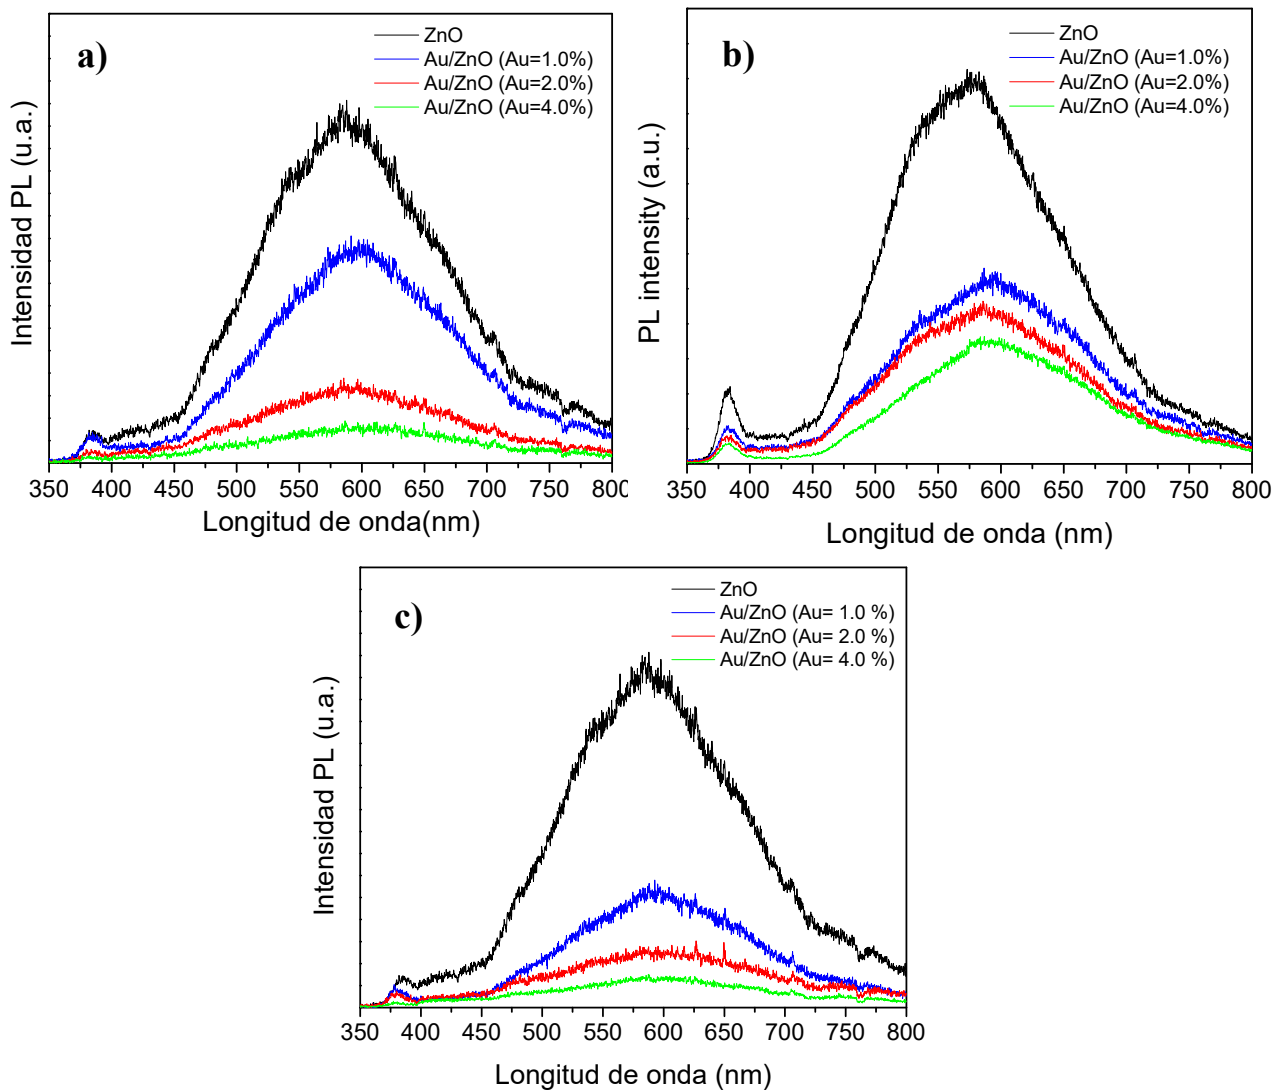 a)
ZnO
Au/ZnO (Au=1.0%)
Au/ZnO (Au=2.0%)
Au/ZnO (Au=4.0%)
Intensidad PL (u.a.)
350 400 450 500 550 600 650 700 750 800
Longitud de onda(nm)
b)
ZnO
Au/ZnO (Au=1.0%)
Au/ZnO (Au=2.0%)
Au/ZnO (Au=4.0%)
PL intensity (a.u.)
350 400 450 500 550 600 650 700 750 800
Longitud de onda (nm)
c)
ZnO
Au/ZnO (Au= 1.0 %)
Au/ZnO (Au= 2.0 %)
Au/ZnO (Au= 4.0 %)
Intensidad PL (u.a.)
350 400 450 500 550 600 650 700 750 800
Longitud de onda (nm)